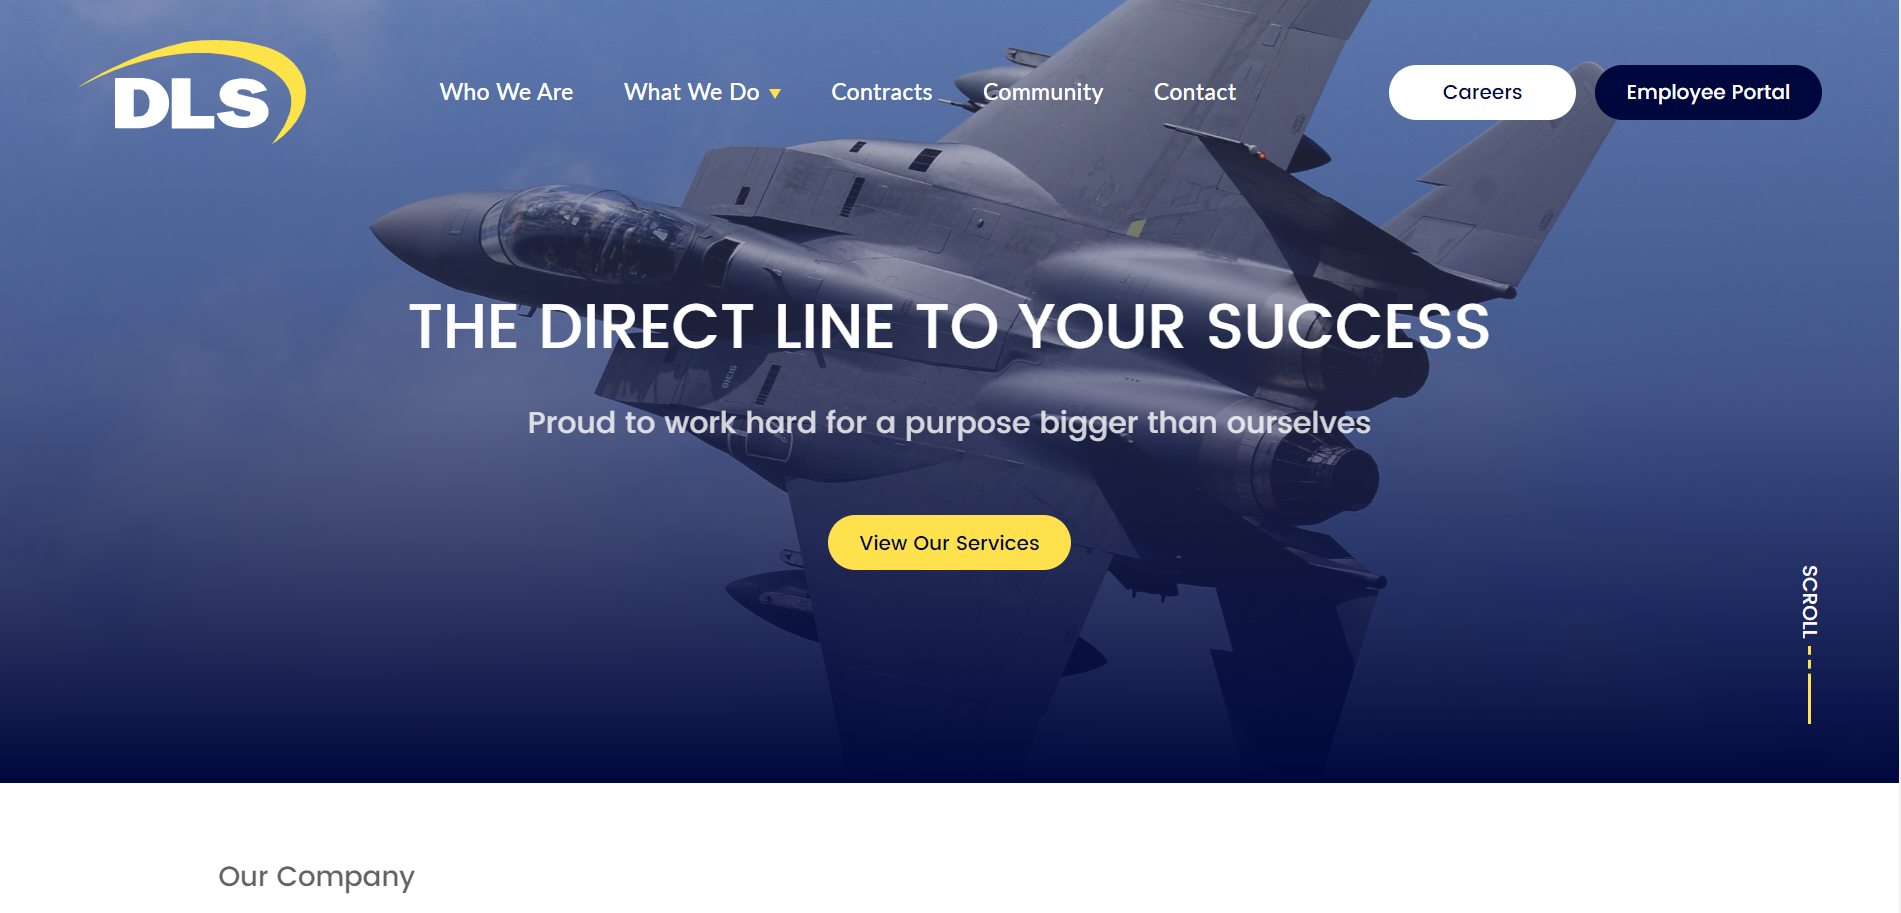 DLS
Who We Are
What We Do
Contracts
Community
Contact
Careers
Employee Portal
THE DIRECT LINE TO YOUR SUCCESS
Proud to work hard for a purpose bigger than ourselves
View Our Services
SCROLL
Our Company